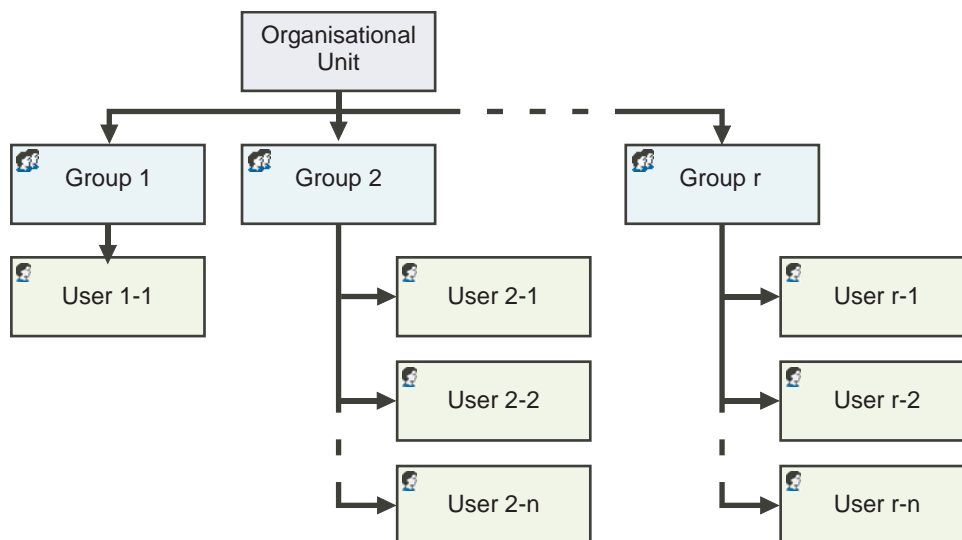 Organisational
Unit
Group 1
Group 2
Group r
User 1-1
User 2-1
User r-1
User 2-2
User r-2
User 2-n
User r-n